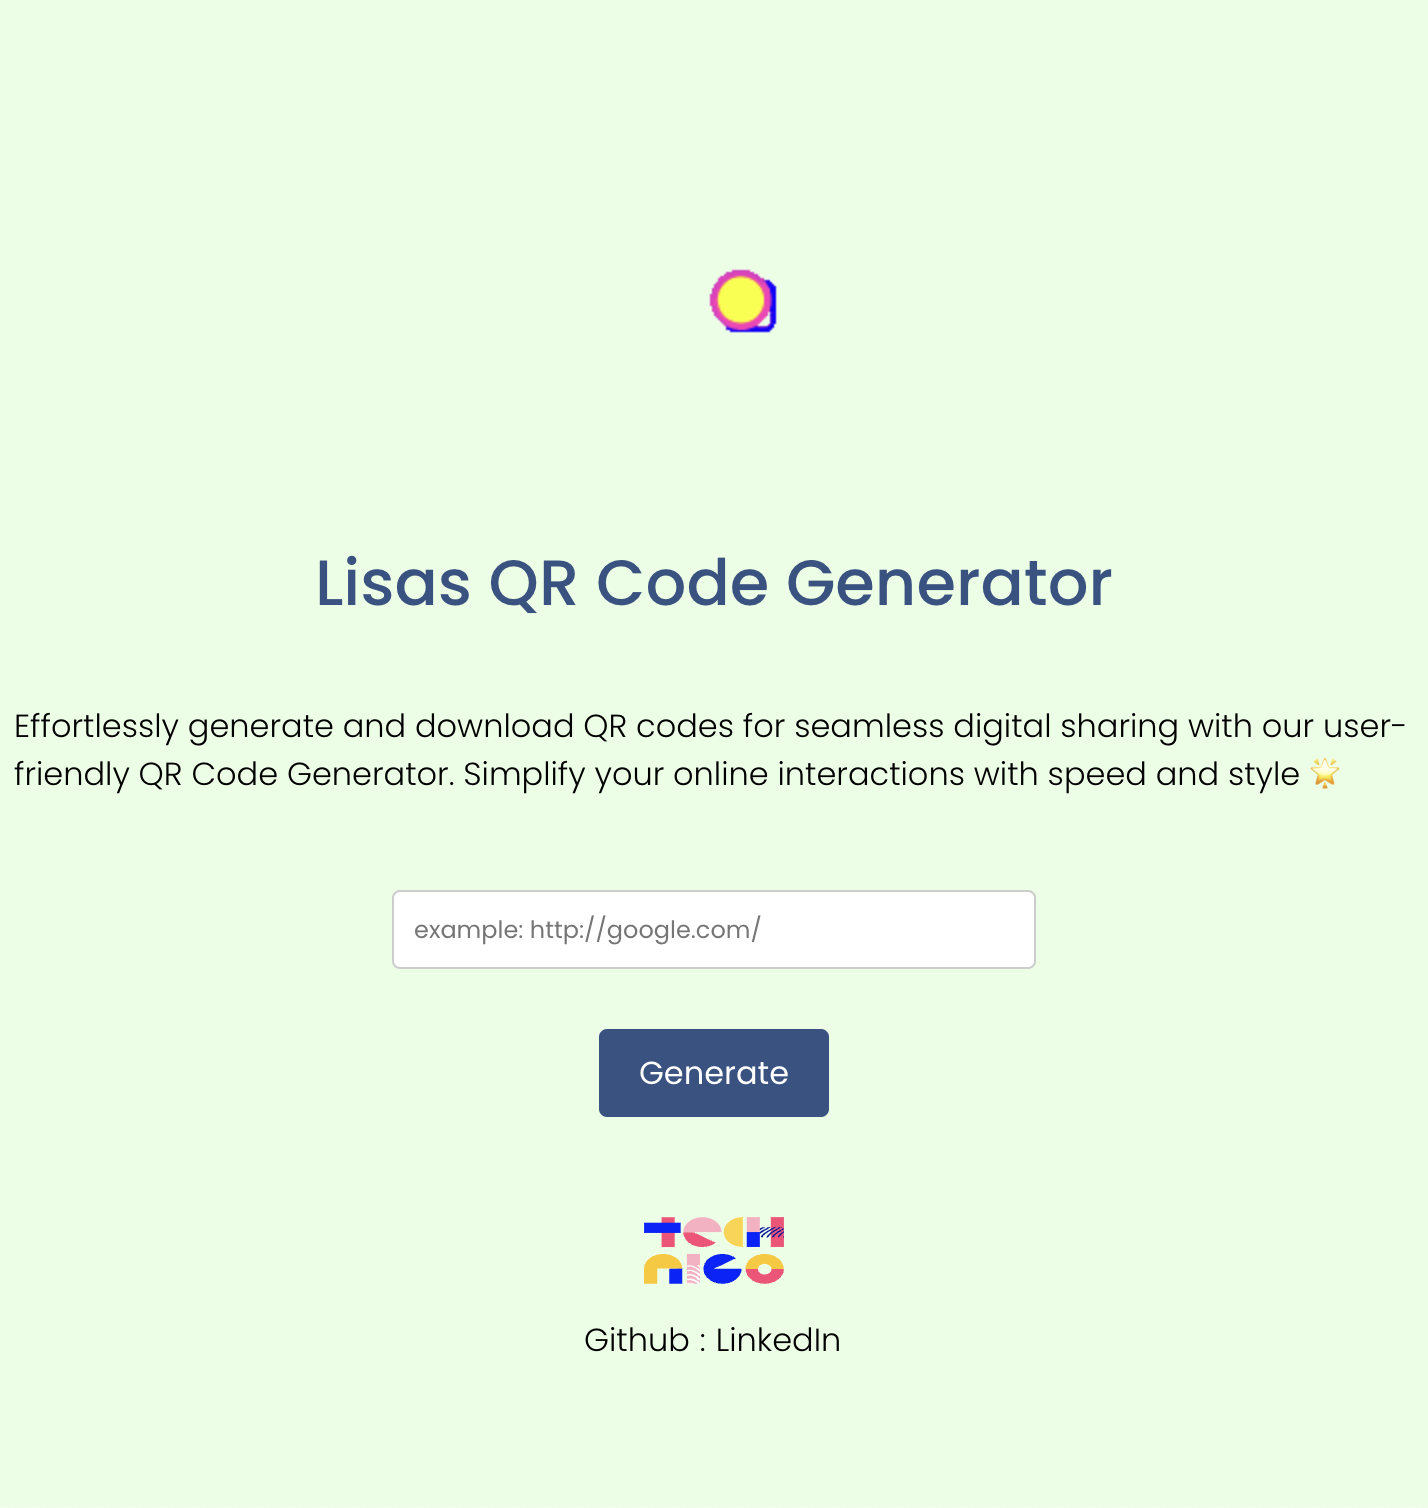 Lisas QR Code Generator
Effortlessly generate and download QR codes for seamless digital sharing with our user-
friendly QR Code Generator. Simplify your online interactions with speed and style 🌟
example: http://google.com/
Generate
TECH
NICO
Github : LinkedIn